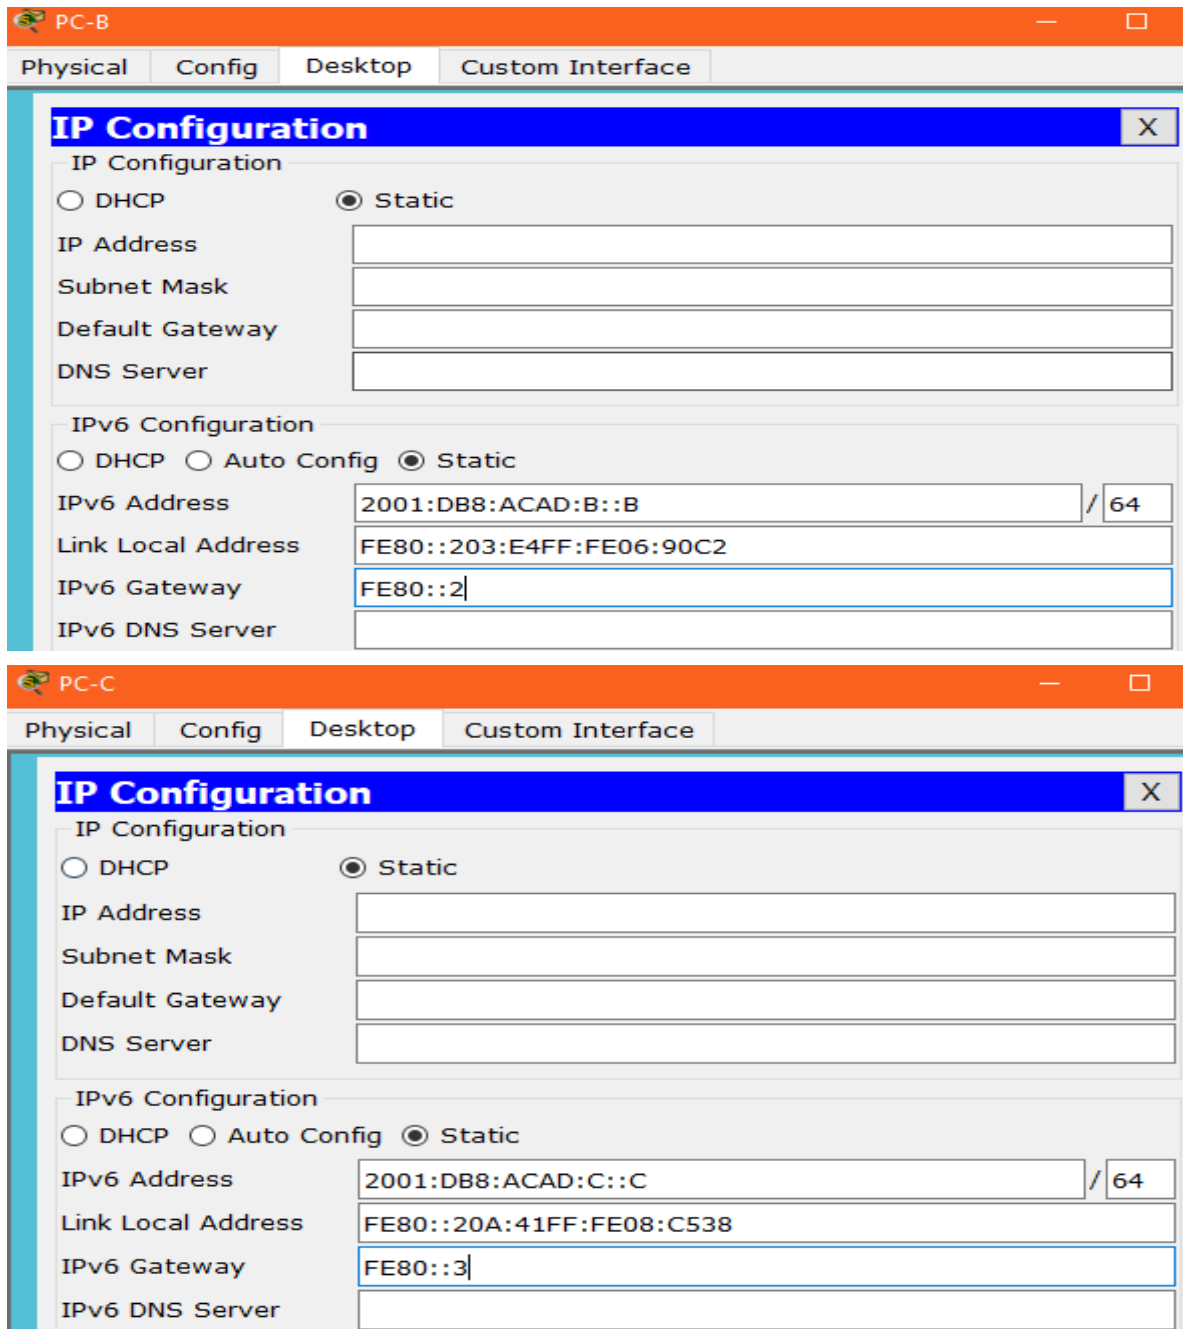 PC-B
Physical Config Desktop Custom Interface
IP Configuration X
IP Configuration
DHCP Static
IP Address
Subnet Mask
Default Gateway
DNS Server
IPv6 Configuration
DHCP Auto Config Static
IPv6 Address 2001:DB8:ACAD:B::B / 64
Link Local Address FE80::203:E4FF:FE06:90C2
IPv6 Gateway FE80::2
IPv6 DNS Server
PC-C
Physical Config Desktop Custom Interface
IP Configuration X
IP Configuration
DHCP Static
IP Address
Subnet Mask
Default Gateway
DNS Server
IPv6 Configuration
DHCP Auto Config Static
IPv6 Address 2001:DB8:ACAD:C::C / 64
Link Local Address FE80::20A:41FF:FE08:C538
IPv6 Gateway FE80::3
IPv6 DNS Server